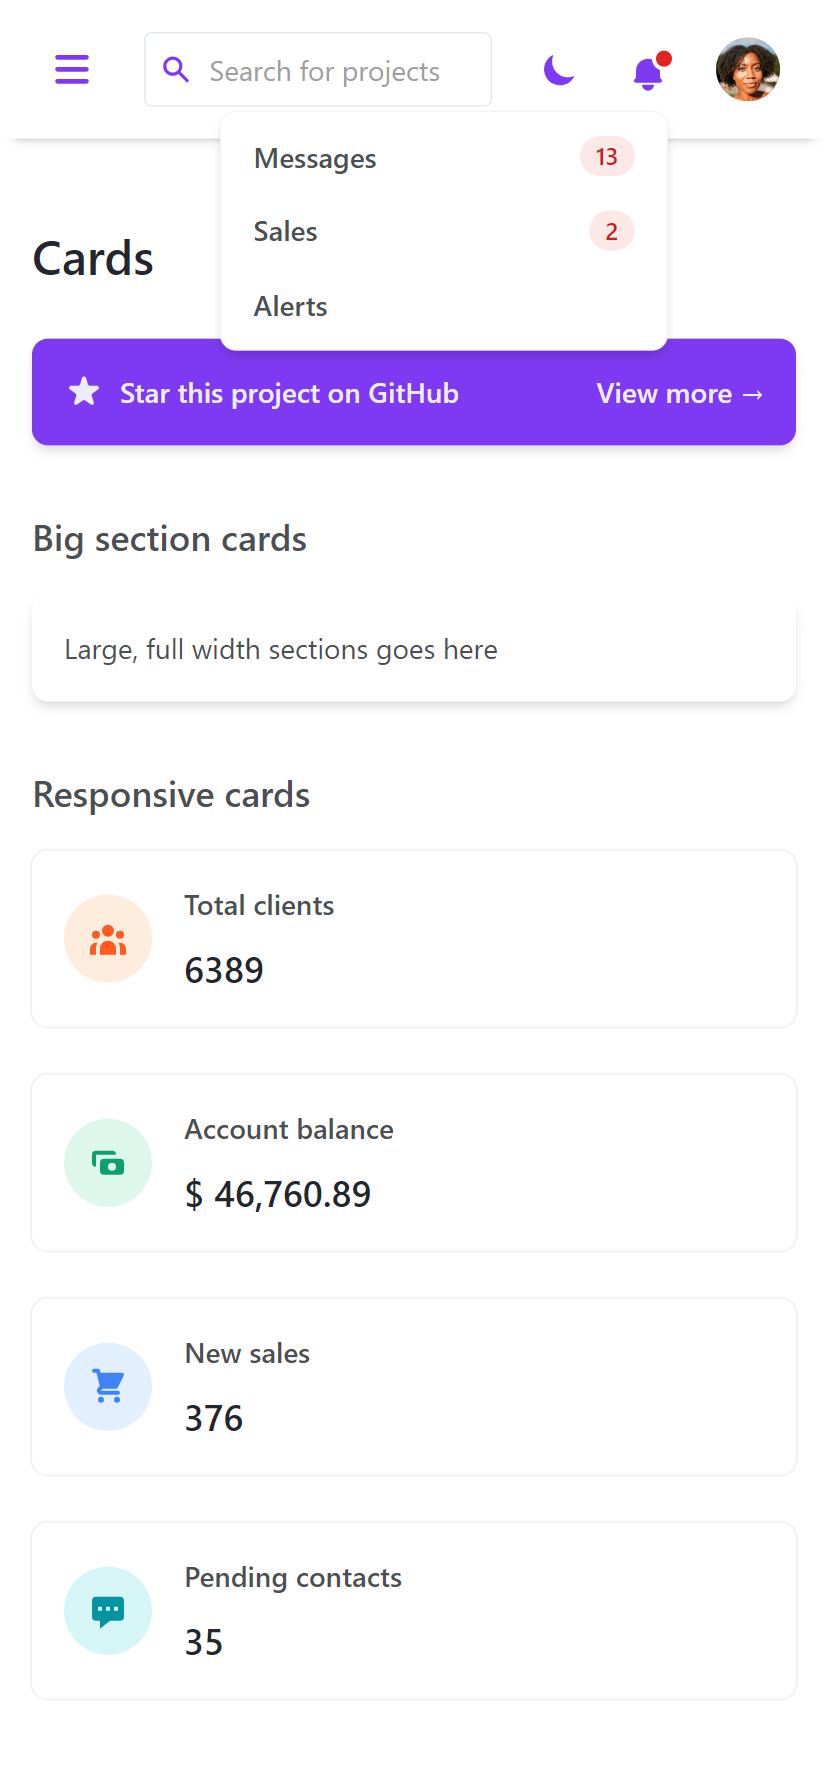 Search for projects
Messages 13
Sales 2
Alerts
Cards
Star this project on GitHub View more →
Big section cards
Large, full width sections goes here
Responsive cards
Total clients
6389
Account balance
$ 46,760.89
New sales
376
Pending contacts
35